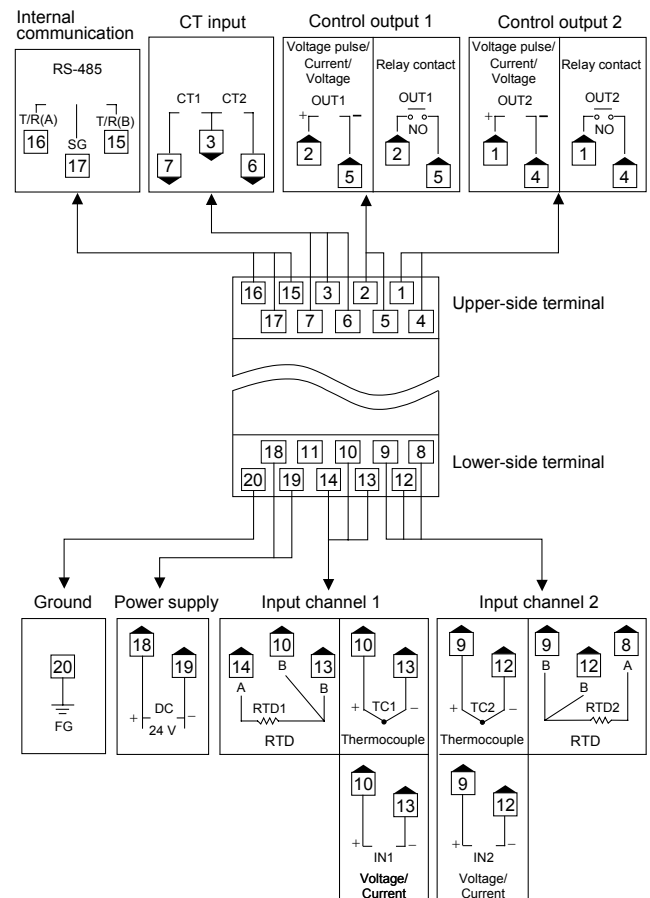 Internal
communication
CT input
Control output 1
Control output 2
RS-485
T/R(A)
T/R(B)
16
SG
15
17
CT1 CT2
3
7
6
Voltage pulse/
Current/
Voltage
+ OUT1 −
2
5
Relay contact
OUT1
NO
2
5
Voltage pulse/
Current/
Voltage
+ OUT2 −
1
4
Relay contact
OUT2
NO
1
4
16 15 3 2 1
17 7 6 5 4
Upper-side terminal
18 11 10 9 8
20 19 14 13 12
Lower-side terminal
Ground
Power supply
Input channel 1
Input channel 2
20
FG
18
19
+ DC −
24 V
14 10 13
A B B
RTD1
RTD
10
13
+ TC1 −
Thermocouple
9
12
+ TC2 −
Thermocouple
9 12 8
B B A
RTD2
RTD
10
13
+ −
IN1
Voltage/
Current
9
12
+ −
IN2
Voltage/
Current